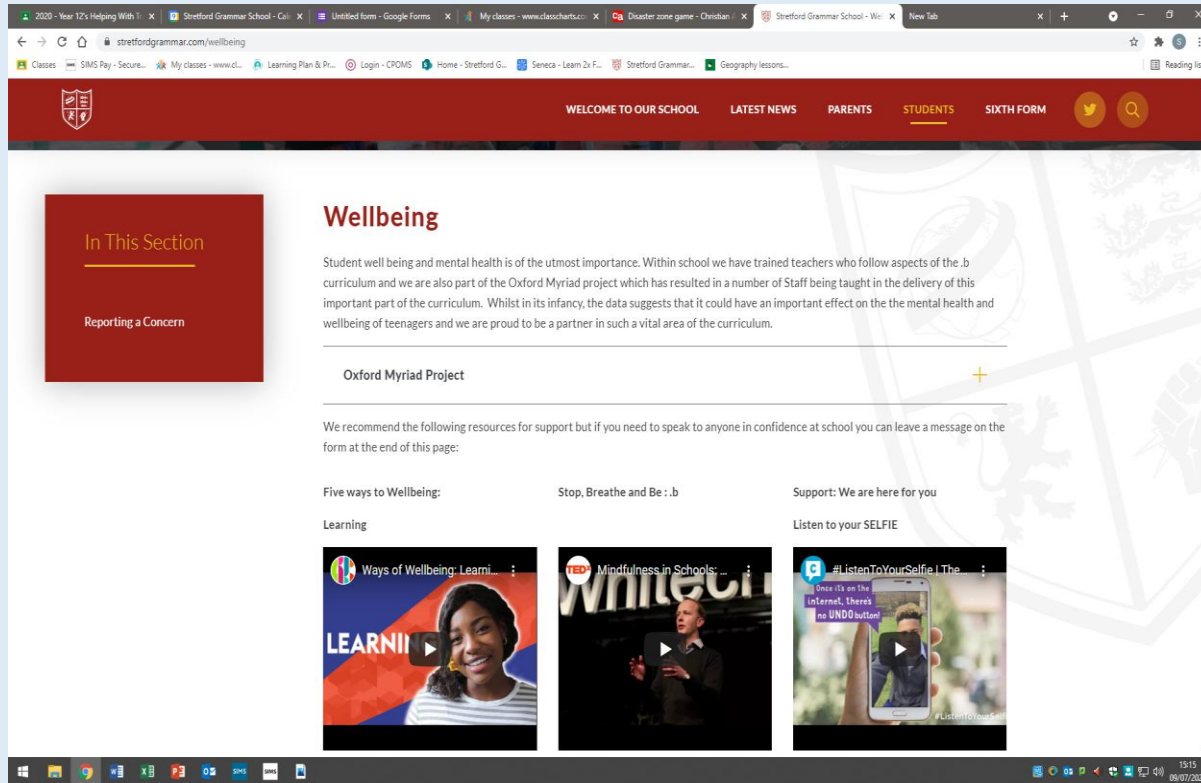 2020 - Year 12's Helping With
Stretford Grammar School - Cal
Untitled form - Google Forms
My classes - www.classcharts.co
Disaster zone game - Christian
Stretford Grammar School - Wel
New Tab
stretfordgrammar.com/wellbeing
Classes
SIMS Pay - Secure...
My classes - www.cl...
Learning Plan & Pr...
Login - CPOMS
Home - Stretford G...
Seneca - Learn 2x F...
Stretford Grammar...
Geography lessons...
Reading lis
WELCOME TO OUR SCHOOL
LATEST NEWS
PARENTS
STUDENTS
SIXTH FORM
In This Section
Reporting a Concern
Wellbeing
Student well being and mental health is of the utmost importance. Within school we have trained teachers who follow aspects of the .b
curriculum and we are also part of the Oxford Myriad project which has resulted in a number of Staff being taught in the delivery of this
important part of the curriculum. Whilst in its infancy, the data suggests that it could have an important effect on the the mental health and
wellbeing of teenagers and we are proud to be a partner in such a vital area of the curriculum.
Oxford Myriad Project
We recommend the following resources for support but if you need to speak to anyone in confidence at school you can leave a message on the
form at the end of this page:
Five ways to Wellbeing:
Learning
Stop, Breathe and Be : .b
Support: We are here for you
Listen to your SELFIE
Ways of Wellbeing: Learni...
LEARNI
TEDx
Mindfulness in Schools: ...
#ListenToYourSelfie | The...
Once it's on the
internet, there's
no UNDO button!
#ListenToYourSelf
15:15